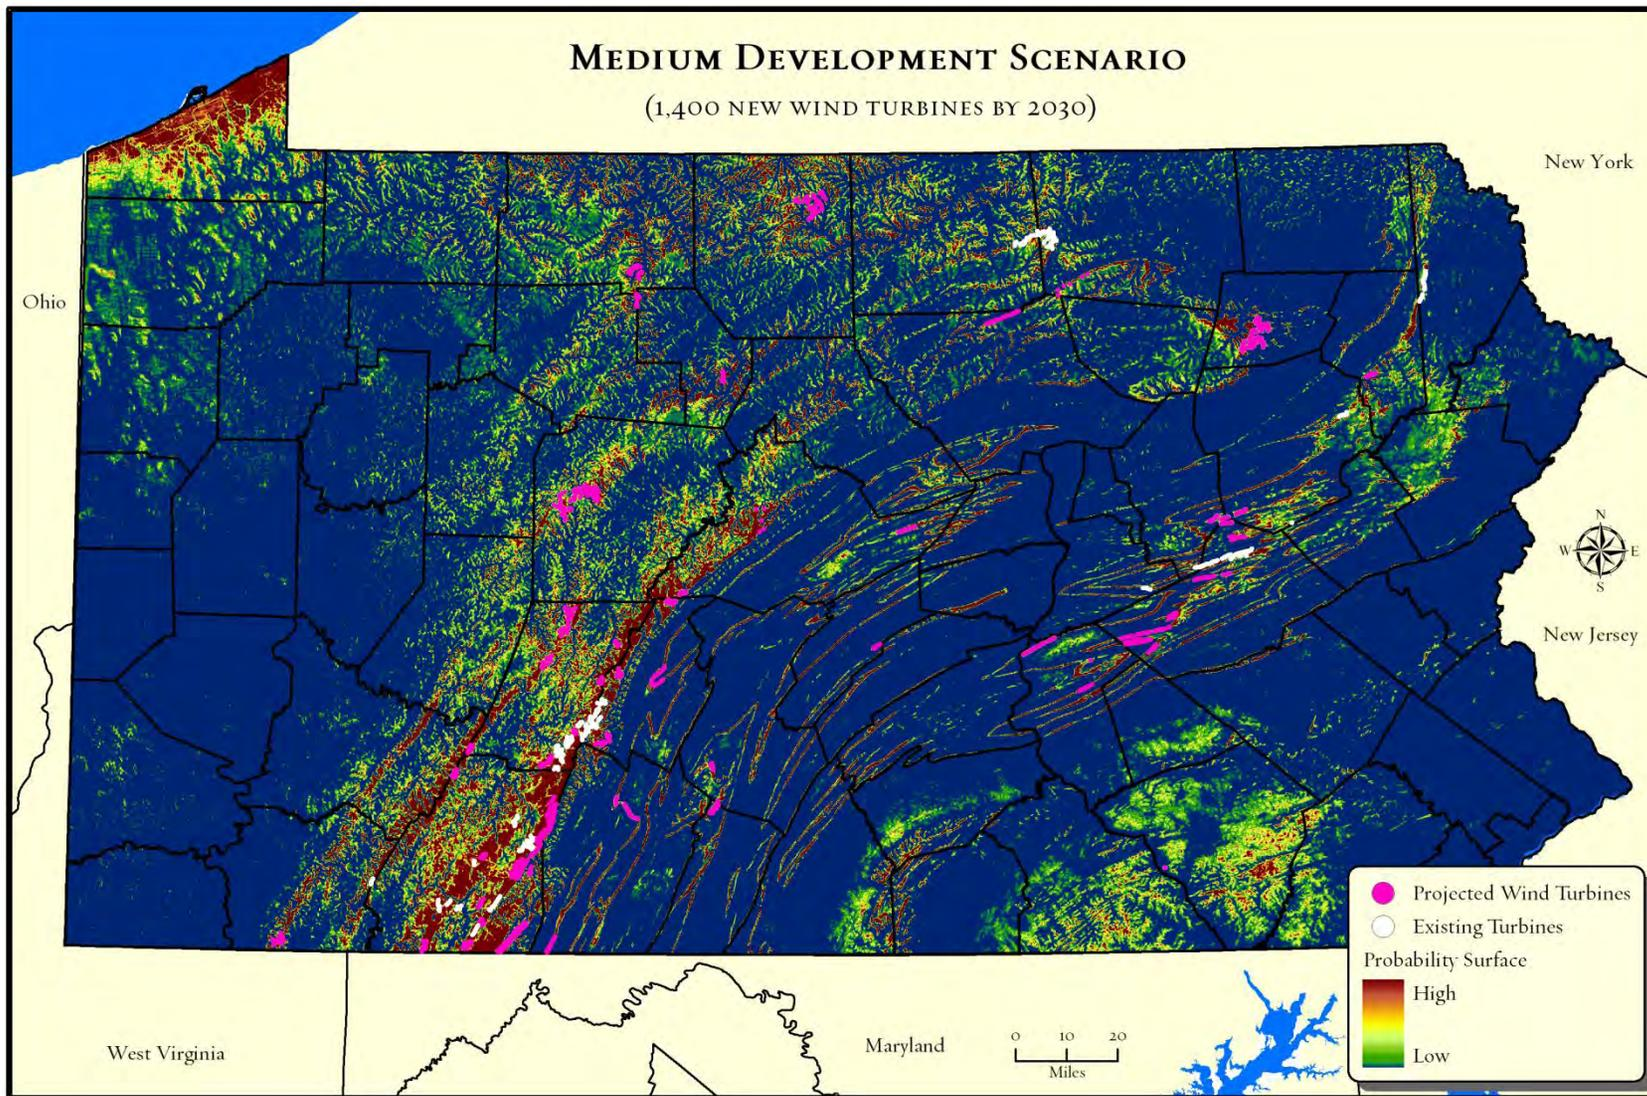 MEDIUM DEVELOPMENT SCENARIO
(1,400 NEW WIND TURBINES BY 2030)
New York
Ohio
N
W E
S
New Jersey
Projected Wind Turbines
Existing Turbines
Probability Surface
High
Low
West Virginia
Maryland
0 10 20
Miles